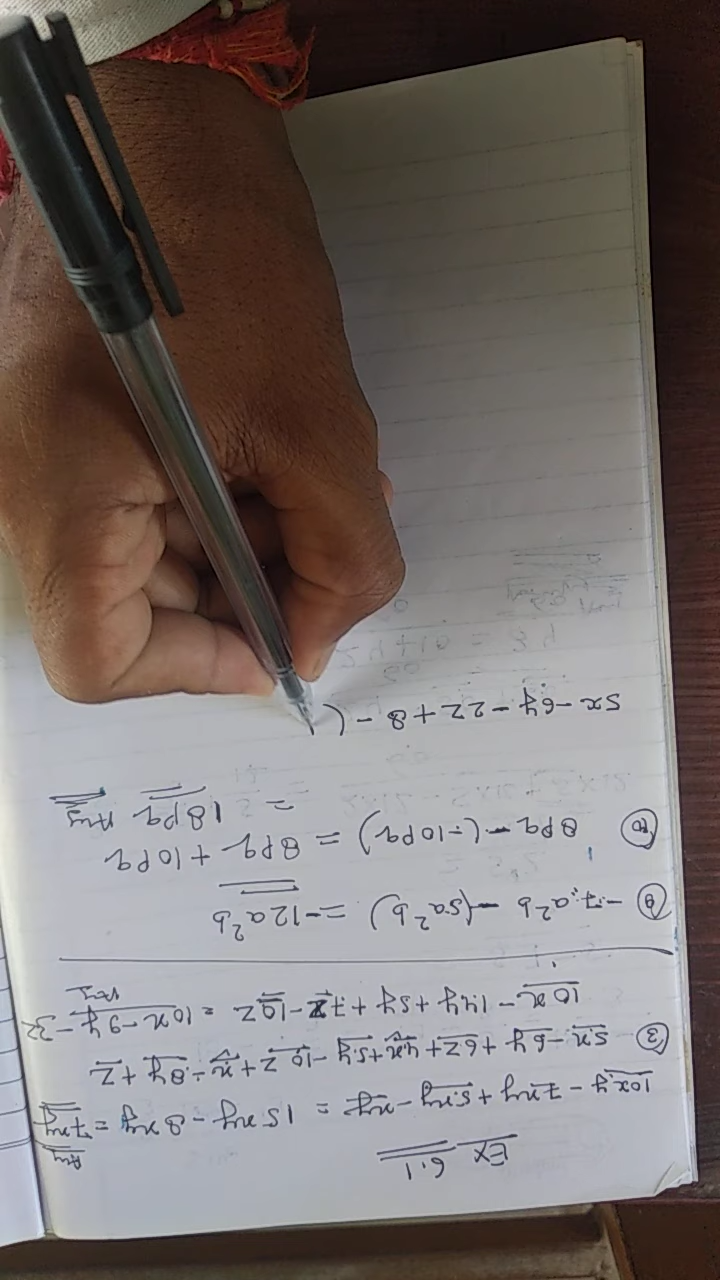 Ex 6.1
10xy - 7xy + 5xy - xy = 15xy - 8xy = 7xy Ans
③ 5x - 6y + 6z + 4x + 5y - 10z + x - 8y + z
10x - 14y + 5y + 7z - 10z = 10x - 9y - 3z
Ans
⑨ -7a²b - (5a²b) = -12a²b
⑩ 8pq - (-10pq) = 8pq + 10pq
= 18pq Ans
5x - 6y - 2z + 8 - (